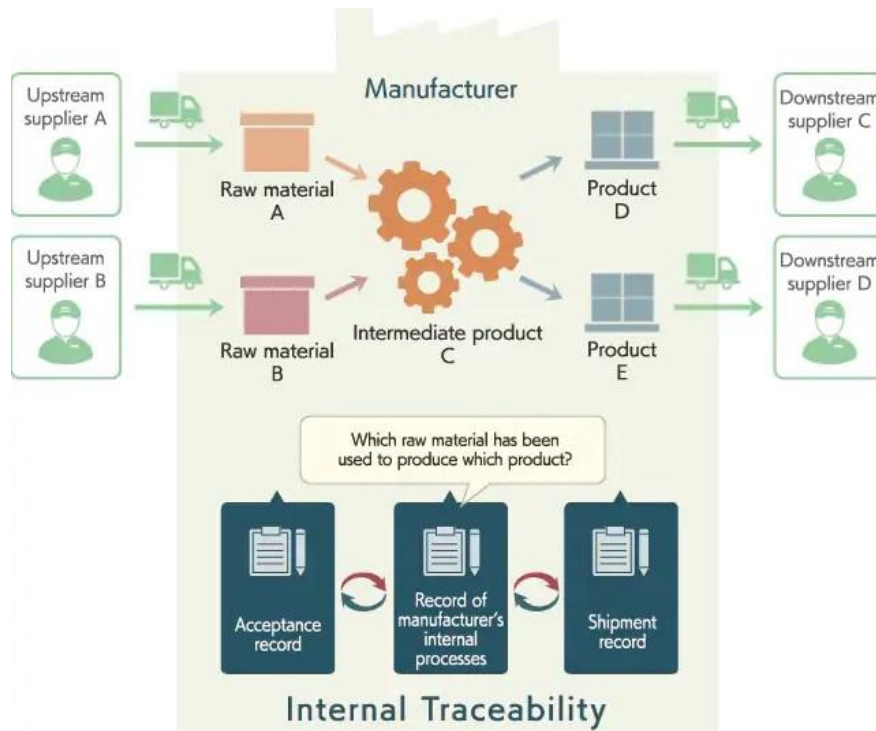 Manufacturer
Upstream
supplier A
Raw material
A
Product
D
Downstream
supplier C
Upstream
supplier B
Raw material
B
Intermediate product
C
Product
E
Downstream
supplier D
Which raw material has been
used to produce which product?
Acceptance
record
Record of
manufacturer's
internal
processes
Shipment
record
Internal Traceability